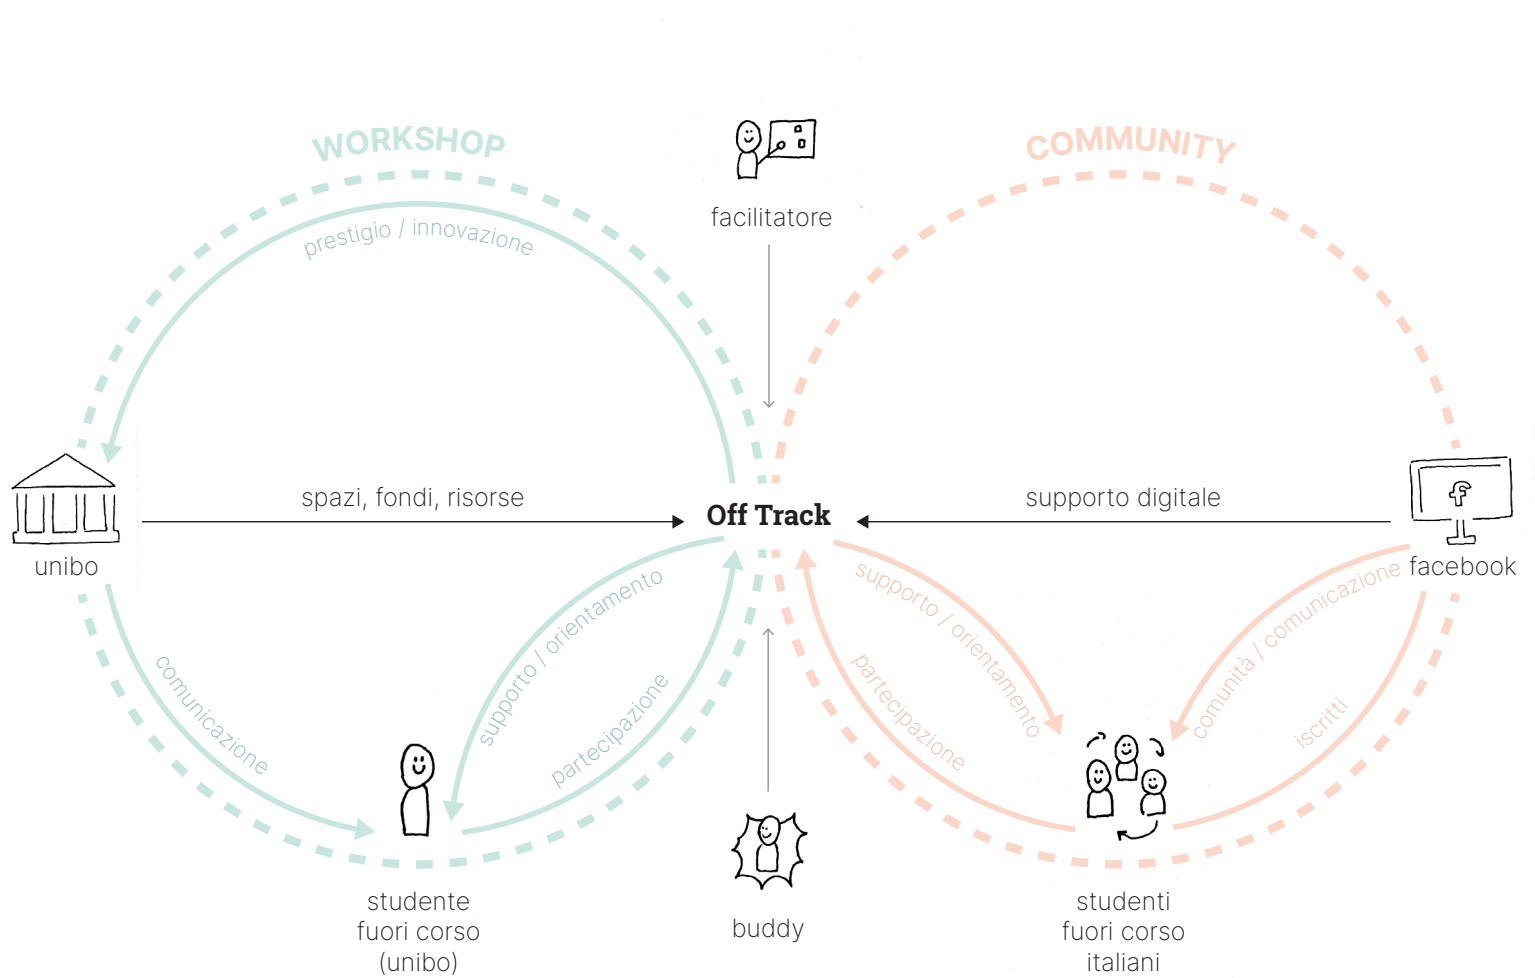 WORKSHOP
COMMUNITY
facilitatore
prestigio / innovazione
spazi, fondi, risorse
Off Track
supporto digitale
f
unibo
facebook
comunicazione
supporto / orientamento
partecipazione
supporto / orientamento
partecipazione
comunità / comunicazione
iscritti
studente
fuori corso
(unibo)
buddy
studenti
fuori corso
italiani